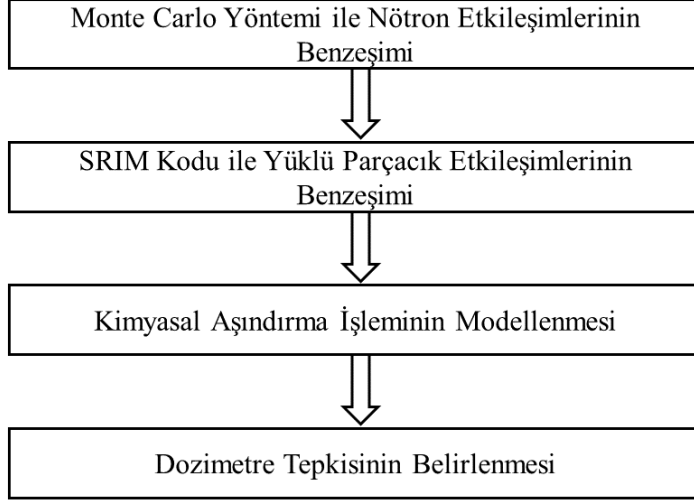 Monte Carlo Yöntemi ile Nötron Etkileşimlerinin
Benzeşimi
SRIM Kodu ile Yüklü Parçacık Etkileşimlerinin
Benzeşimi
Kimyasal Aşındırma İşleminin Modellenmesi
Dozimetre Tepkisinin Belirlenmesi